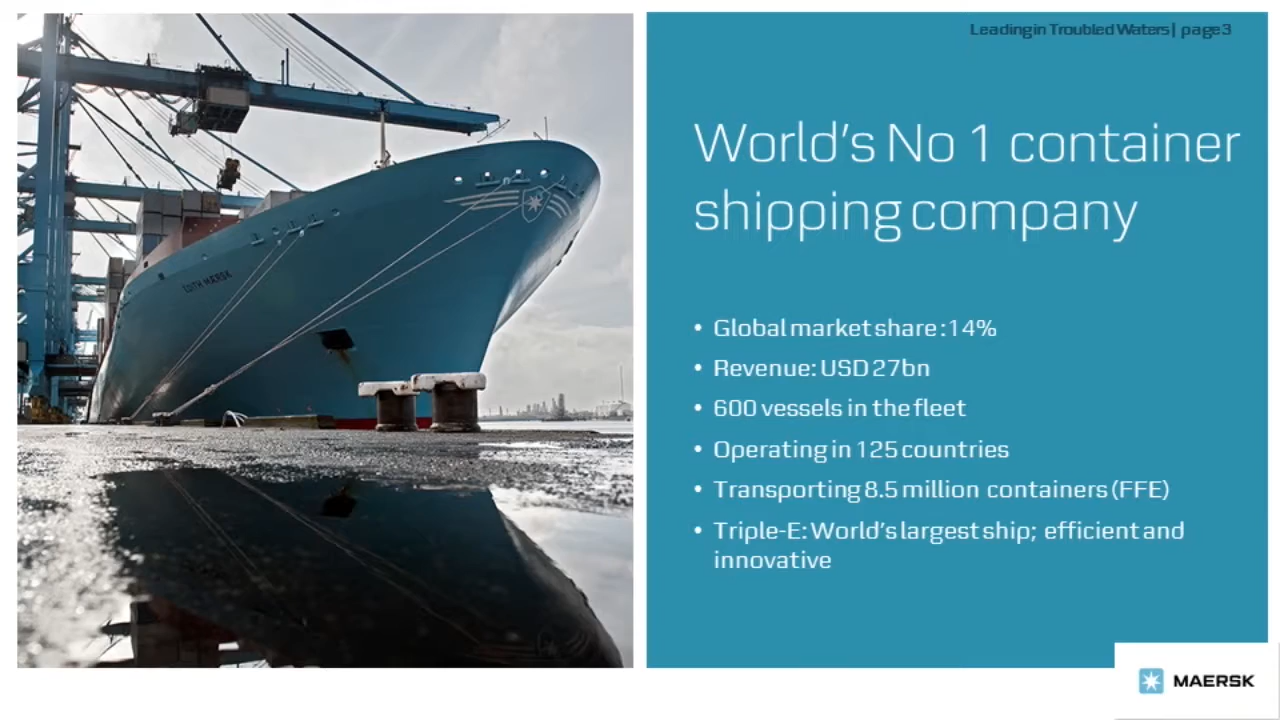 Leading in Troubled Waters | page 3
World's No 1 container
shipping company
• Global market share: 14%
• Revenue: USD 27bn
• 600 vessels in the fleet
• Operating in 125 countries
• Transporting 8.5 million containers (FFE)
• Triple-E: World's largest ship; efficient and
innovative
EDITH MÆRSK
MAERSK